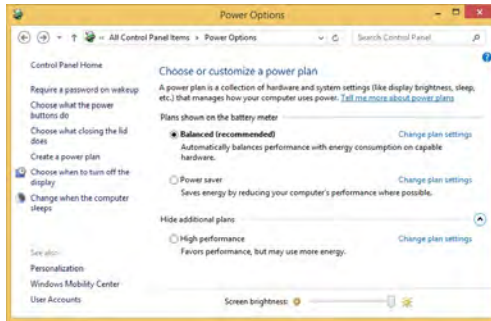 Power Options
« All Control Panel Items › Power Options
Search Control Panel
Control Panel Home
Require a password on wakeup
Choose what the power
buttons do
Choose what closing the lid
does
Create a power plan
Choose when to turn off the
display
Change when the computer
sleeps
See also
Personalization
Windows Mobility Center
User Accounts
Choose or customize a power plan
A power plan is a collection of hardware and system settings (like display brightness, sleep,
etc.) that manages how your computer uses power. Tell me more about power plans
Plans shown on the battery meter
Balanced (recommended) Change plan settings
Automatically balances performance with energy consumption on capable
hardware.
Power saver Change plan settings
Saves energy by reducing your computer's performance where possible.
Hide additional plans
High performance Change plan settings
Favors performance, but may use more energy.
Screen brightness: